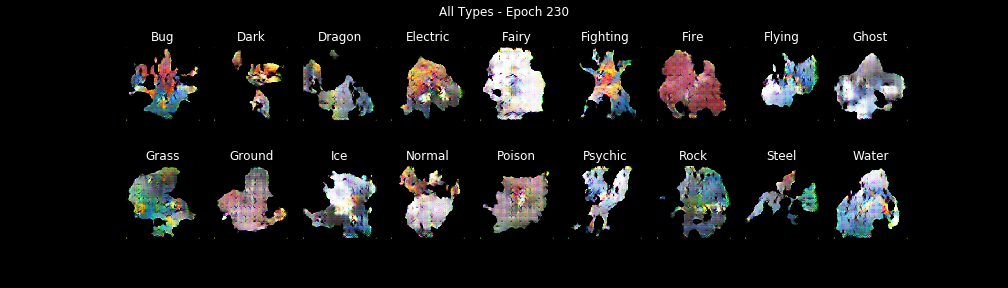 All Types - Epoch 230
Bug Dark Dragon Electric Fairy Fighting Fire Flying Ghost
Grass Ground Ice Normal Poison Psychic Rock Steel Water